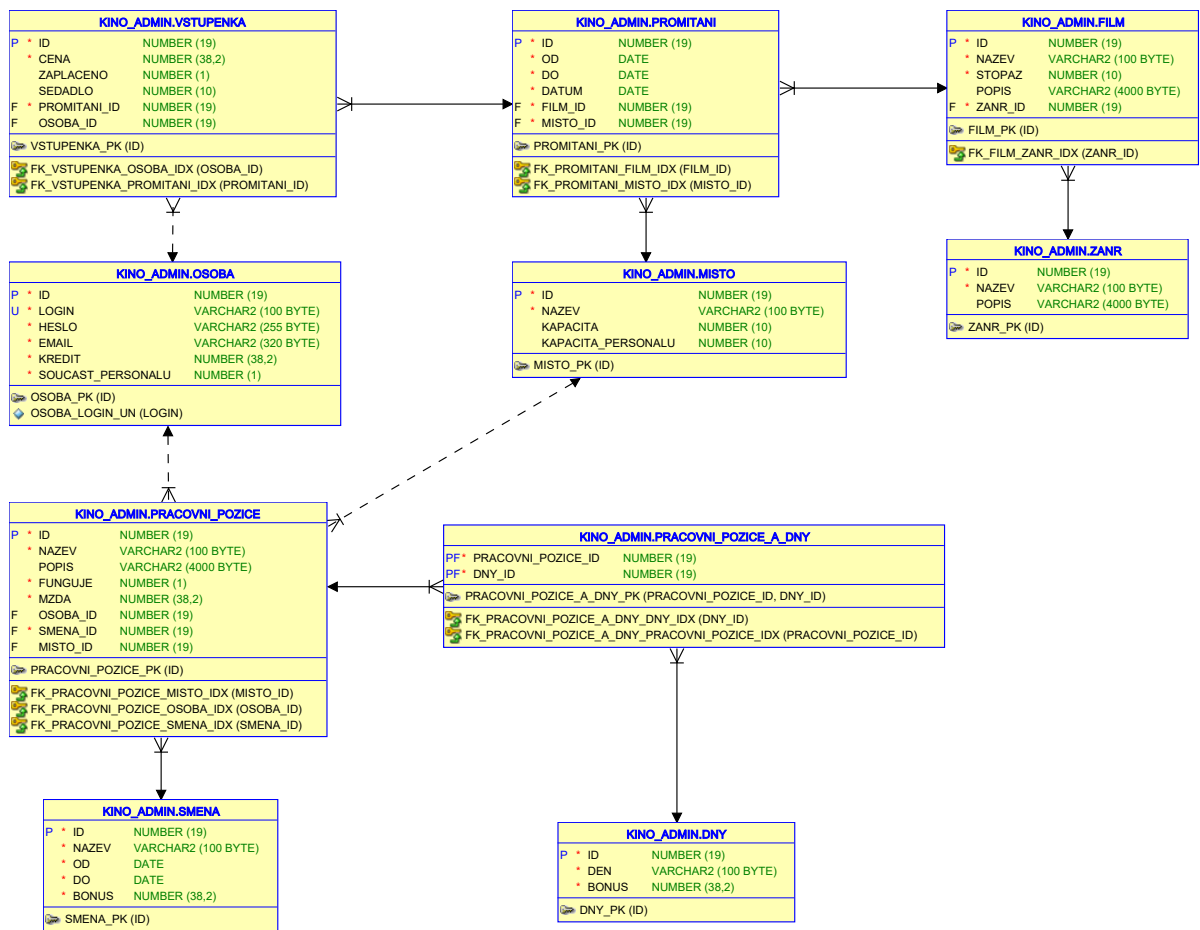 KINO_ADMIN.VSTUPENKA
P * ID NUMBER (19)
* CENA NUMBER (38,2)
ZAPLACENO NUMBER (1)
SEDADLO NUMBER (10)
F * PROMITANI_ID NUMBER (19)
F OSOBA_ID NUMBER (19)
VSTUPENKA_PK (ID)
FK_VSTUPENKA_OSOBA_IDX (OSOBA_ID)
FK_VSTUPENKA_PROMITANI_IDX (PROMITANI_ID)
KINO_ADMIN.PROMITANI
P * ID NUMBER (19)
* OD DATE
* DO DATE
* DATUM DATE
F * FILM_ID NUMBER (19)
F * MISTO_ID NUMBER (19)
PROMITANI_PK (ID)
FK_PROMITANI_FILM_IDX (FILM_ID)
FK_PROMITANI_MISTO_IDX (MISTO_ID)
KINO_ADMIN.FILM
P * ID NUMBER (19)
* NAZEV VARCHAR2 (100 BYTE)
* STOPAZ NUMBER (10)
POPIS VARCHAR2 (4000 BYTE)
F * ZANR_ID NUMBER (19)
FILM_PK (ID)
FK_FILM_ZANR_IDX (ZANR_ID)
KINO_ADMIN.OSOBA
P * ID NUMBER (19)
U * LOGIN VARCHAR2 (100 BYTE)
* HESLO VARCHAR2 (255 BYTE)
* EMAIL VARCHAR2 (320 BYTE)
* KREDIT NUMBER (38,2)
* SOUCAST_PERSONALU NUMBER (1)
OSOBA_PK (ID)
OSOBA_LOGIN_UN (LOGIN)
KINO_ADMIN.MISTO
P * ID NUMBER (19)
* NAZEV VARCHAR2 (100 BYTE)
KAPACITA NUMBER (10)
KAPACITA_PERSONALU NUMBER (10)
MISTO_PK (ID)
KINO_ADMIN.ZANR
P * ID NUMBER (19)
* NAZEV VARCHAR2 (100 BYTE)
POPIS VARCHAR2 (4000 BYTE)
ZANR_PK (ID)
KINO_ADMIN.PRACOVNI_POZICE
P * ID NUMBER (19)
* NAZEV VARCHAR2 (100 BYTE)
POPIS VARCHAR2 (4000 BYTE)
* FUNGUJE NUMBER (1)
* MZDA NUMBER (38,2)
F OSOBA_ID NUMBER (19)
F * SMENA_ID NUMBER (19)
F MISTO_ID NUMBER (19)
PRACOVNI_POZICE_PK (ID)
FK_PRACOVNI_POZICE_MISTO_IDX (MISTO_ID)
FK_PRACOVNI_POZICE_OSOBA_IDX (OSOBA_ID)
FK_PRACOVNI_POZICE_SMENA_IDX (SMENA_ID)
KINO_ADMIN.PRACOVNI_POZICE_A_DNY
PF * PRACOVNI_POZICE_ID NUMBER (19)
PF * DNY_ID NUMBER (19)
PRACOVNI_POZICE_A_DNY_PK (PRACOVNI_POZICE_ID, DNY_ID)
FK_PRACOVNI_POZICE_A_DNY_DNY_IDX (DNY_ID)
FK_PRACOVNI_POZICE_A_DNY_PRACOVNI_POZICE_IDX (PRACOVNI_POZICE_ID)
KINO_ADMIN.SMENA
P * ID NUMBER (19)
* NAZEV VARCHAR2 (100 BYTE)
* OD DATE
* DO DATE
* BONUS NUMBER (38,2)
SMENA_PK (ID)
KINO_ADMIN.DNY
P * ID NUMBER (19)
* DEN VARCHAR2 (100 BYTE)
* BONUS NUMBER (38,2)
DNY_PK (ID)